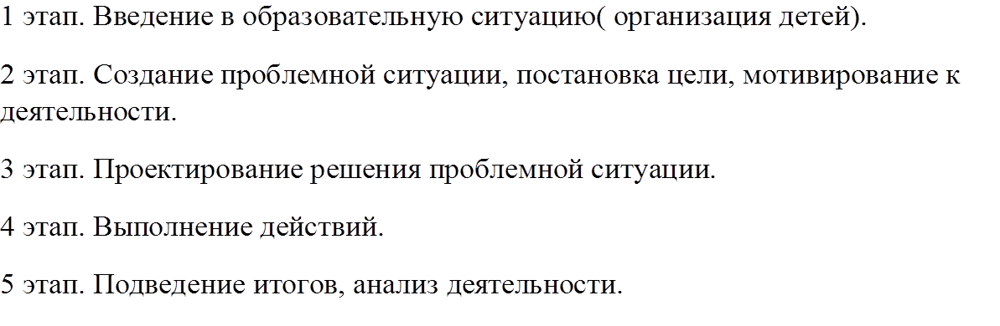 1 этап. Введение в образовательную ситуацию( организация детей).
2 этап. Создание проблемной ситуации, постановка цели, мотивирование к
деятельности.
3 этап. Проектирование решения проблемной ситуации.
4 этап. Выполнение действий.
5 этап. Подведение итогов, анализ деятельности.